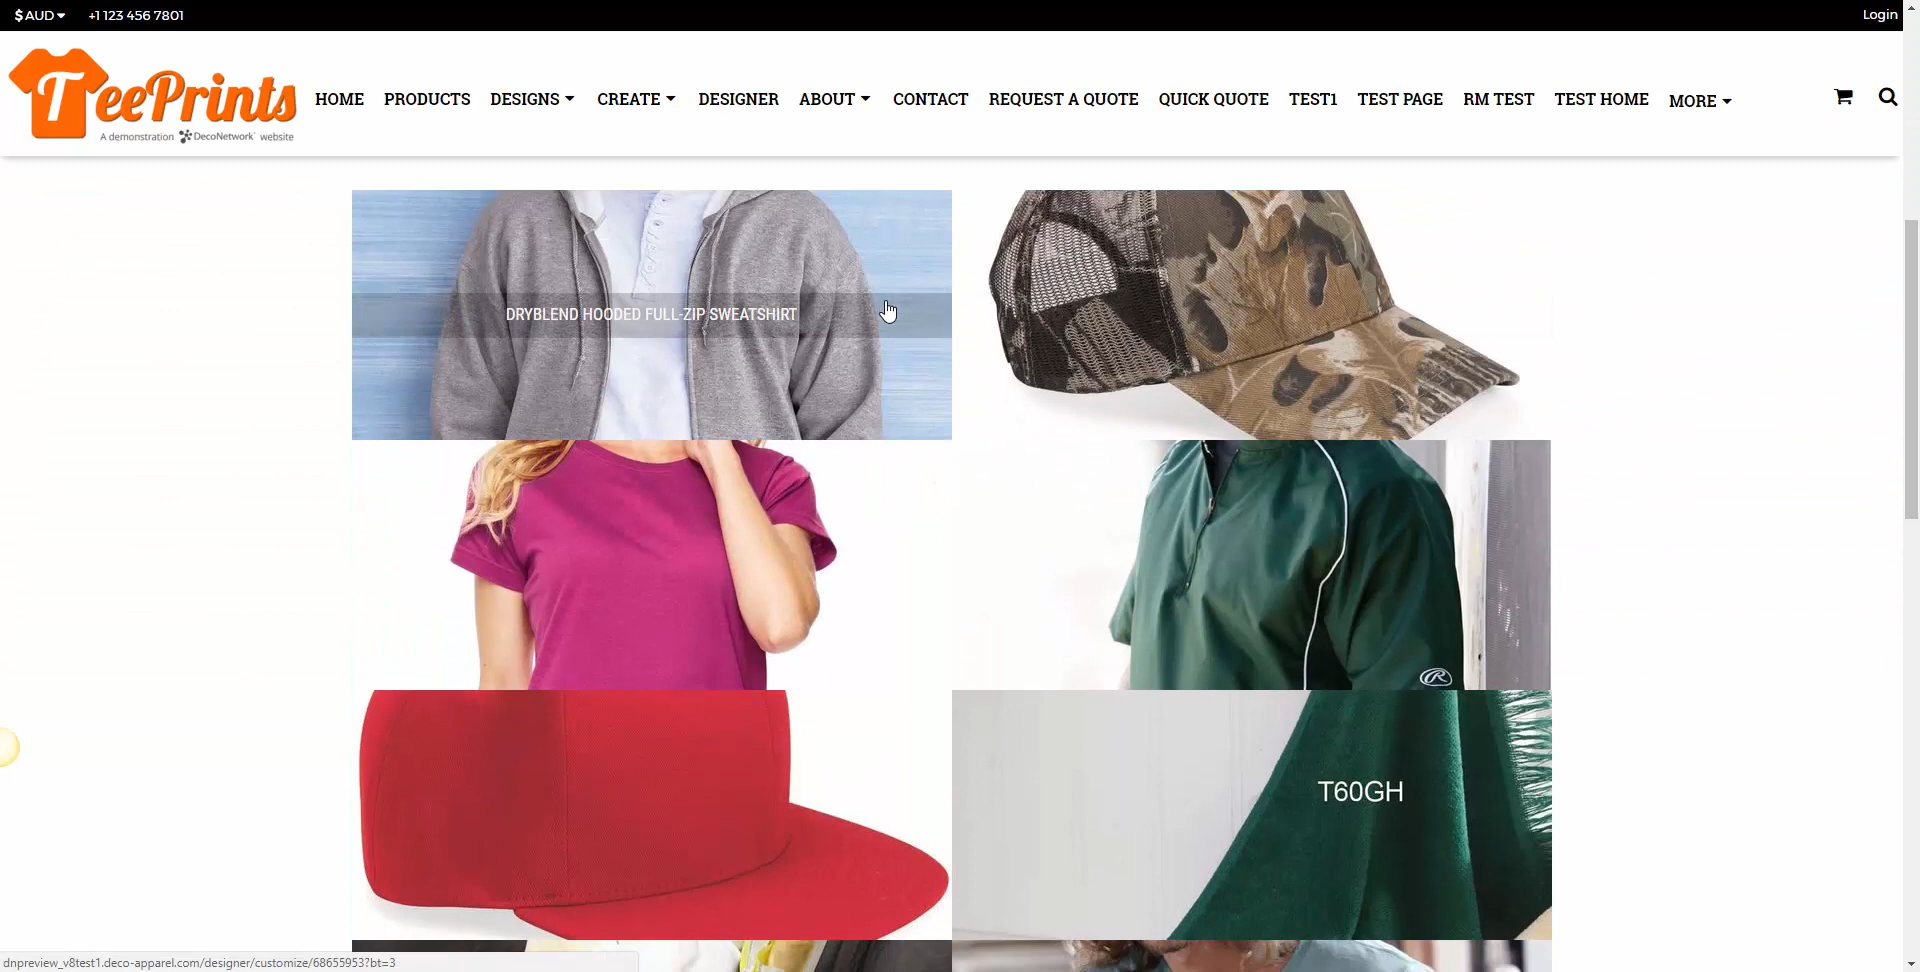 $ AUD +1 123 456 7801 Login
TeePrints
A demonstration DecoNetwork website
HOME PRODUCTS DESIGNS CREATE DESIGNER ABOUT CONTACT REQUEST A QUOTE QUICK QUOTE TEST1 TEST PAGE RM TEST TEST HOME MORE
DRYBLEND HOODED FULL-ZIP SWEATSHIRT
R
T60GH
dnpreview_v8test1.deco-apparel.com/designer/customize/68655953?bt=3